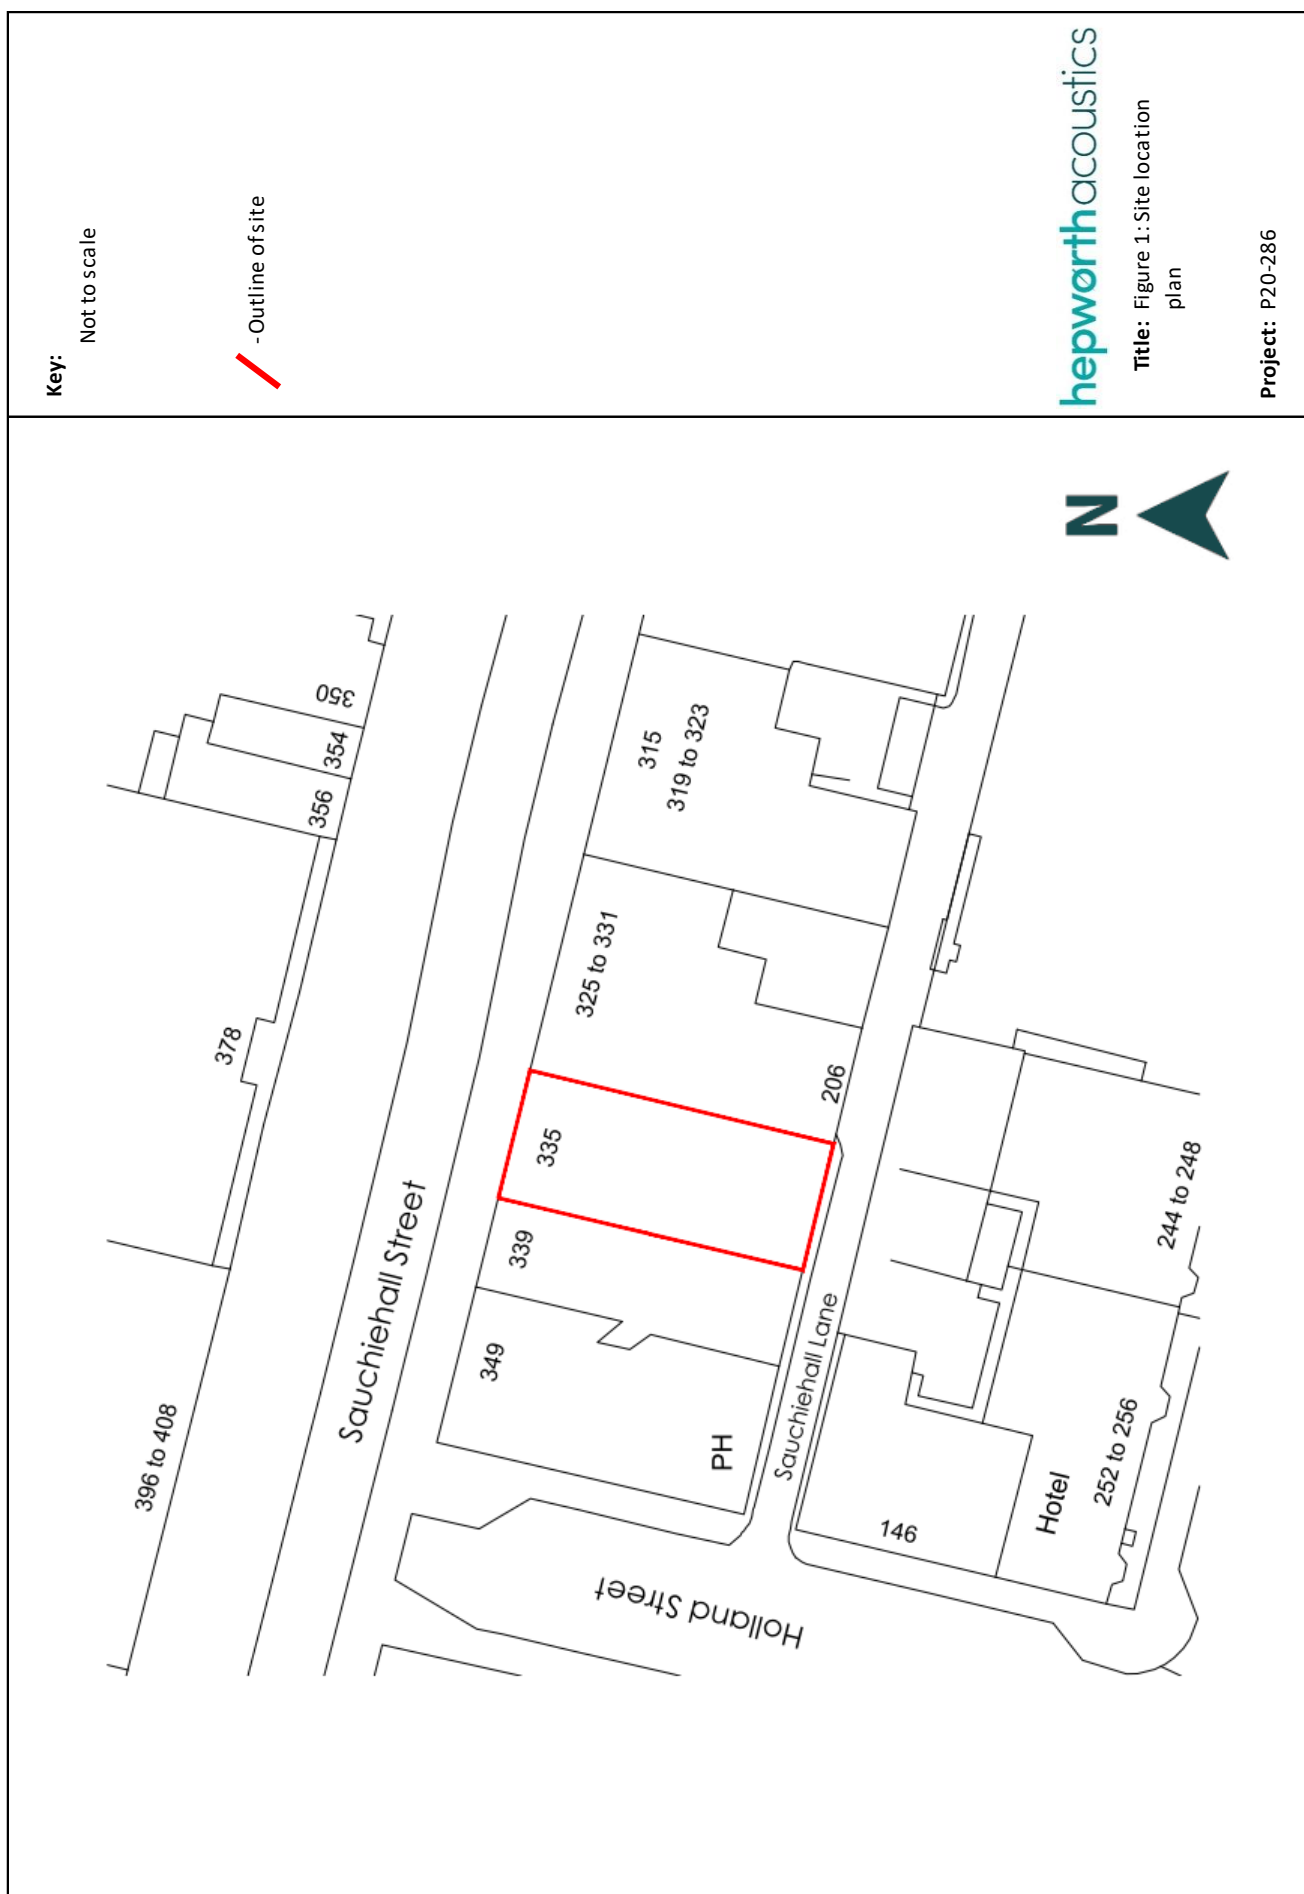 396 to 408
378
356
354
350
Sauchiehall Street
349
339
335
325 to 331
315
319 to 323
PH
206
Sauchiehall Lane
Holland Street
146
Hotel
252 to 256
244 to 248
N
Key:
Not to scale
-Outline of site
hepworthacoustics
Title: Figure 1: Site location
plan
Project: P20-286